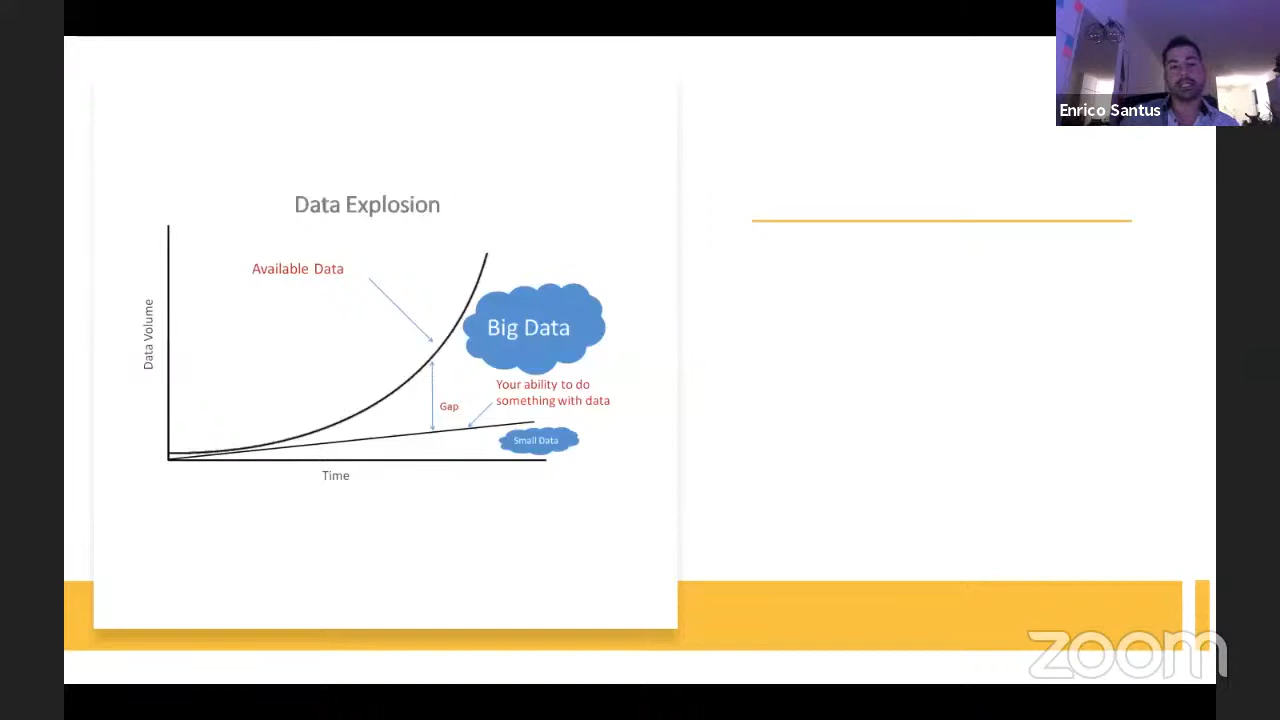 Enrico Santus
Data Explosion
Available Data
Big Data
Data Volume
Your ability to do
something with data
Gap
Small Data
Time
zoom